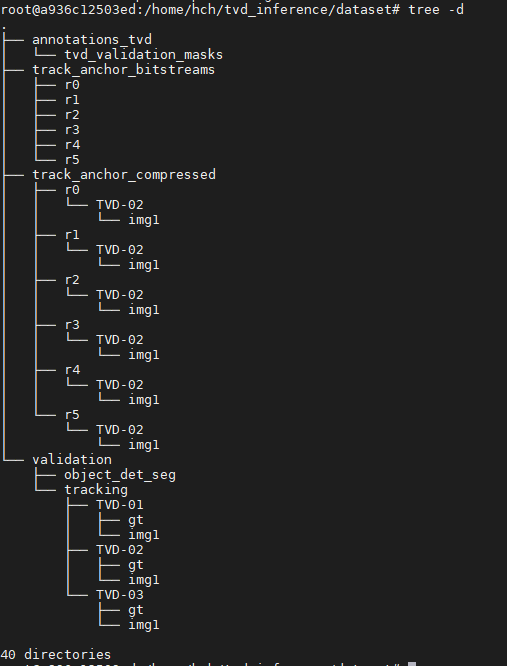 root@a936c12503ed:/home/hch/tvd_inference/dataset# tree -d
.
├── annotations_tvd
│   └── tvd_validation_masks
├── track_anchor_bitstreams
│   ├── r0
│   ├── r1
│   ├── r2
│   ├── r3
│   ├── r4
│   └── r5
├── track_anchor_compressed
│   ├── r0
│   │   └── TVD-02
│   │       └── img1
│   ├── r1
│   │   └── TVD-02
│   │       └── img1
│   ├── r2
│   │   └── TVD-02
│   │       └── img1
│   ├── r3
│   │   └── TVD-02
│   │       └── img1
│   ├── r4
│   │   └── TVD-02
│   │       └── img1
│   └── r5
│       └── TVD-02
│           └── img1
└── validation
    ├── object_det_seg
    └── tracking
        ├── TVD-01
        │   ├── gt
        │   └── img1
        ├── TVD-02
        │   ├── gt
        │   └── img1
        └── TVD-03
            ├── gt
            └── img1

40 directories